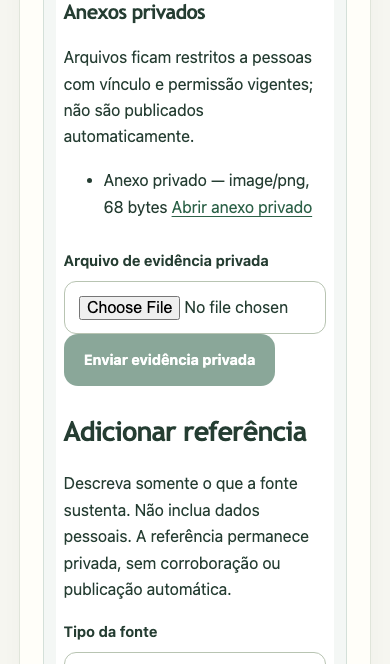 Anexos privados
Arquivos ficam restritos a pessoas
com vínculo e permissão vigentes;
não são publicados
automaticamente.
• Anexo privado — image/png,
68 bytes Abrir anexo privado
Arquivo de evidência privada
Choose File No file chosen
Enviar evidência privada
Adicionar referência
Descreva somente o que a fonte
sustenta. Não inclua dados
pessoais. A referência permanece
privada, sem corroboração ou
publicação automática.
Tipo da fonte